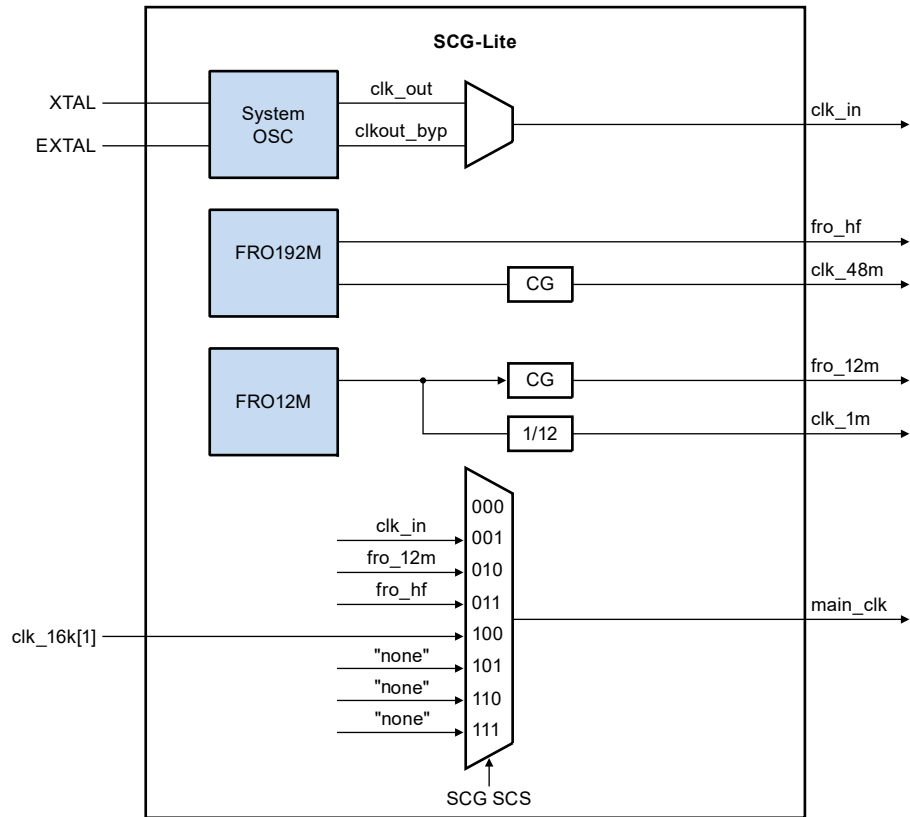 SCG-Lite
XTAL
EXTAL
System
OSC
clk_out
clkout_byp
clk_in
FRO192M
fro_hf
CG
clk_48m
FRO12M
CG
fro_12m
1/12
clk_1m
000
clk_in
001
fro_12m
010
fro_hf
011
main_clk
clk_16k[1]
100
"none"
101
"none"
110
"none"
111
SCG SCS